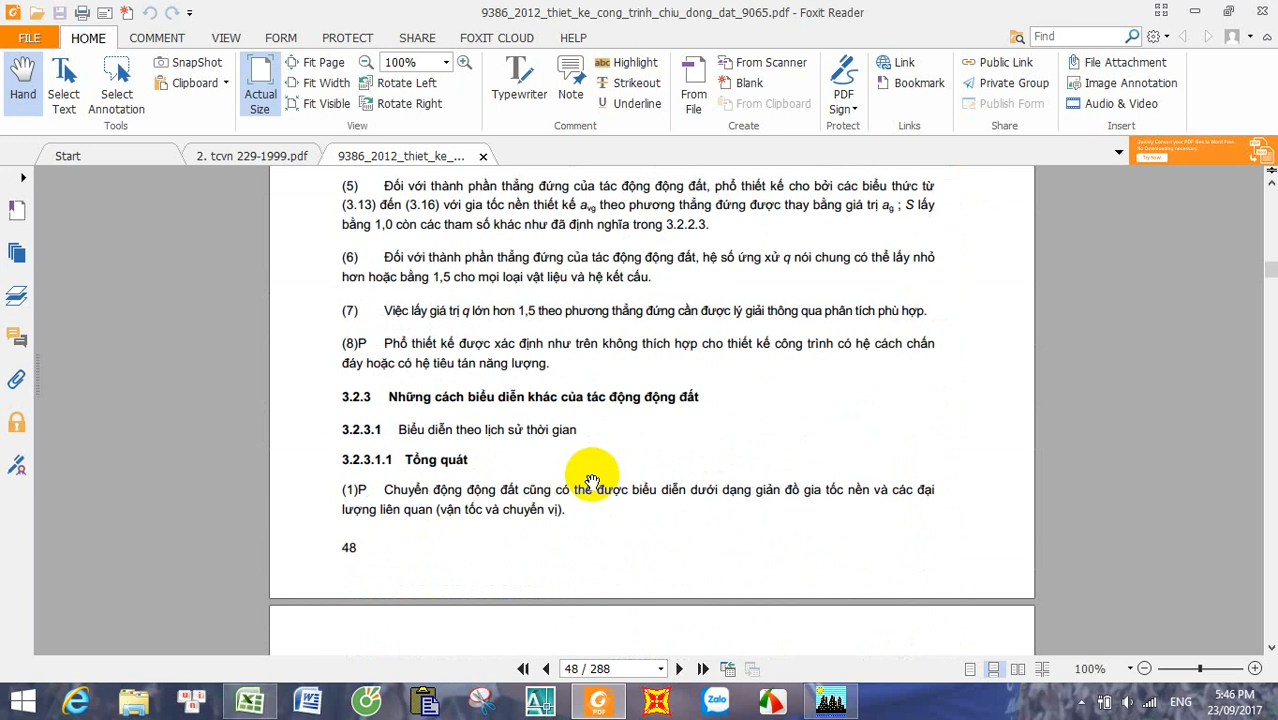 9386_2012_thiet_ke_cong_trinh_chiu_dong_dat_9065.pdf - Foxit Reader
FILE HOME COMMENT VIEW FORM PROTECT SHARE FOXIT CLOUD HELP Find
Hand
Select Text
Select Annotation
SnapShot
Clipboard
Tools
Actual Size
Fit Page
Fit Width
Fit Visible
100%
Rotate Left
Rotate Right
View
Typewriter
Note
Highlight
Strikeout
Underline
Comment
From File
From Scanner
Blank
From Clipboard
Create
PDF Sign
Protect
Link
Bookmark
Links
Public Link
Private Group
Publish Form
Share
File Attachment
Image Annotation
Audio & Video
Insert
Start 2. tcvn 229-1999.pdf 9386_2012_thiet_ke_...
(5) Đối với thành phần thẳng đứng của tác động động đất, phổ thiết kế cho bởi các biểu thức từ
(3.13) đến (3.16) với gia tốc nền thiết kế avg theo phương thẳng đứng được thay bằng giá trị ag ; S lấy
bằng 1,0 còn các tham số khác như đã định nghĩa trong 3.2.2.3.
(6) Đối với thành phần thẳng đứng của tác động động đất, hệ số ứng xử q nói chung có thể lấy nhỏ
hơn hoặc bằng 1,5 cho mọi loại vật liệu và hệ kết cấu.
(7) Việc lấy giá trị q lớn hơn 1,5 theo phương thẳng đứng cần được lý giải thông qua phân tích phù hợp.
(8)P Phổ thiết kế được xác định như trên không thích hợp cho thiết kế công trình có hệ cách chấn
đáy hoặc có hệ tiêu tán năng lượng.
3.2.3 Những cách biểu diễn khác của tác động động đất
3.2.3.1 Biểu diễn theo lịch sử thời gian
3.2.3.1.1 Tổng quát
(1)P Chuyển động động đất cũng có thể được biểu diễn dưới dạng giản đồ gia tốc nền và các đại
lượng liên quan (vận tốc và chuyển vị).
48
48 / 288
100%
Zalo
ENG
5:46 PM
23/09/2017